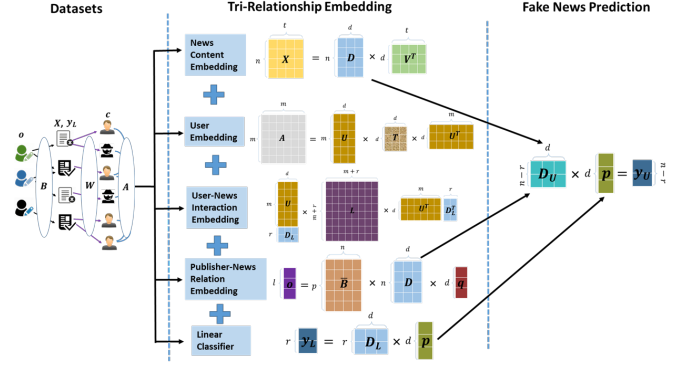 Datasets
Tri-Relationship Embedding
Fake News Prediction
o
X, y_L
c
B
W
A
News
Content
Embedding
t
n X = n
d
D × d
t
V^T
User
Embedding
m
m A = m
d
U × d
d
T × d
m
U^T
User-News
Interaction
Embedding
d
m U
r D_L
×
m+r
m+r L
× d
m
U^T
r
D_L^T
Publisher-News
Relation
Embedding
l o = p
n
B̅ × n
d
D × d q
Linear
Classifier
r y_L = r
d
D_L × d p
d
n−r D_U × d p = y_U n−r